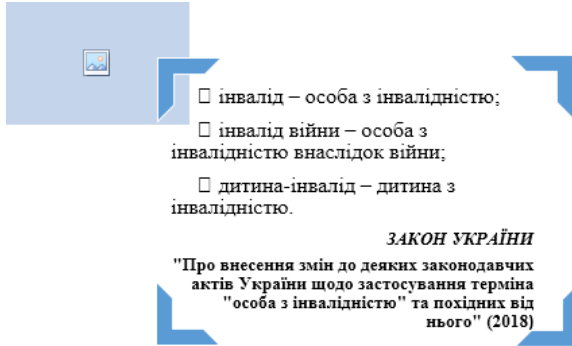 □ інвалід – особа з інвалідністю;
□ інвалід війни – особа з
інвалідністю внаслідок війни;
□ дитина-інвалід – дитина з
інвалідністю.
ЗАКОН УКРАЇНИ
"Про внесення змін до деяких законодавчих
актів України щодо застосування терміна
"особа з інвалідністю" та похідних від
нього" (2018)